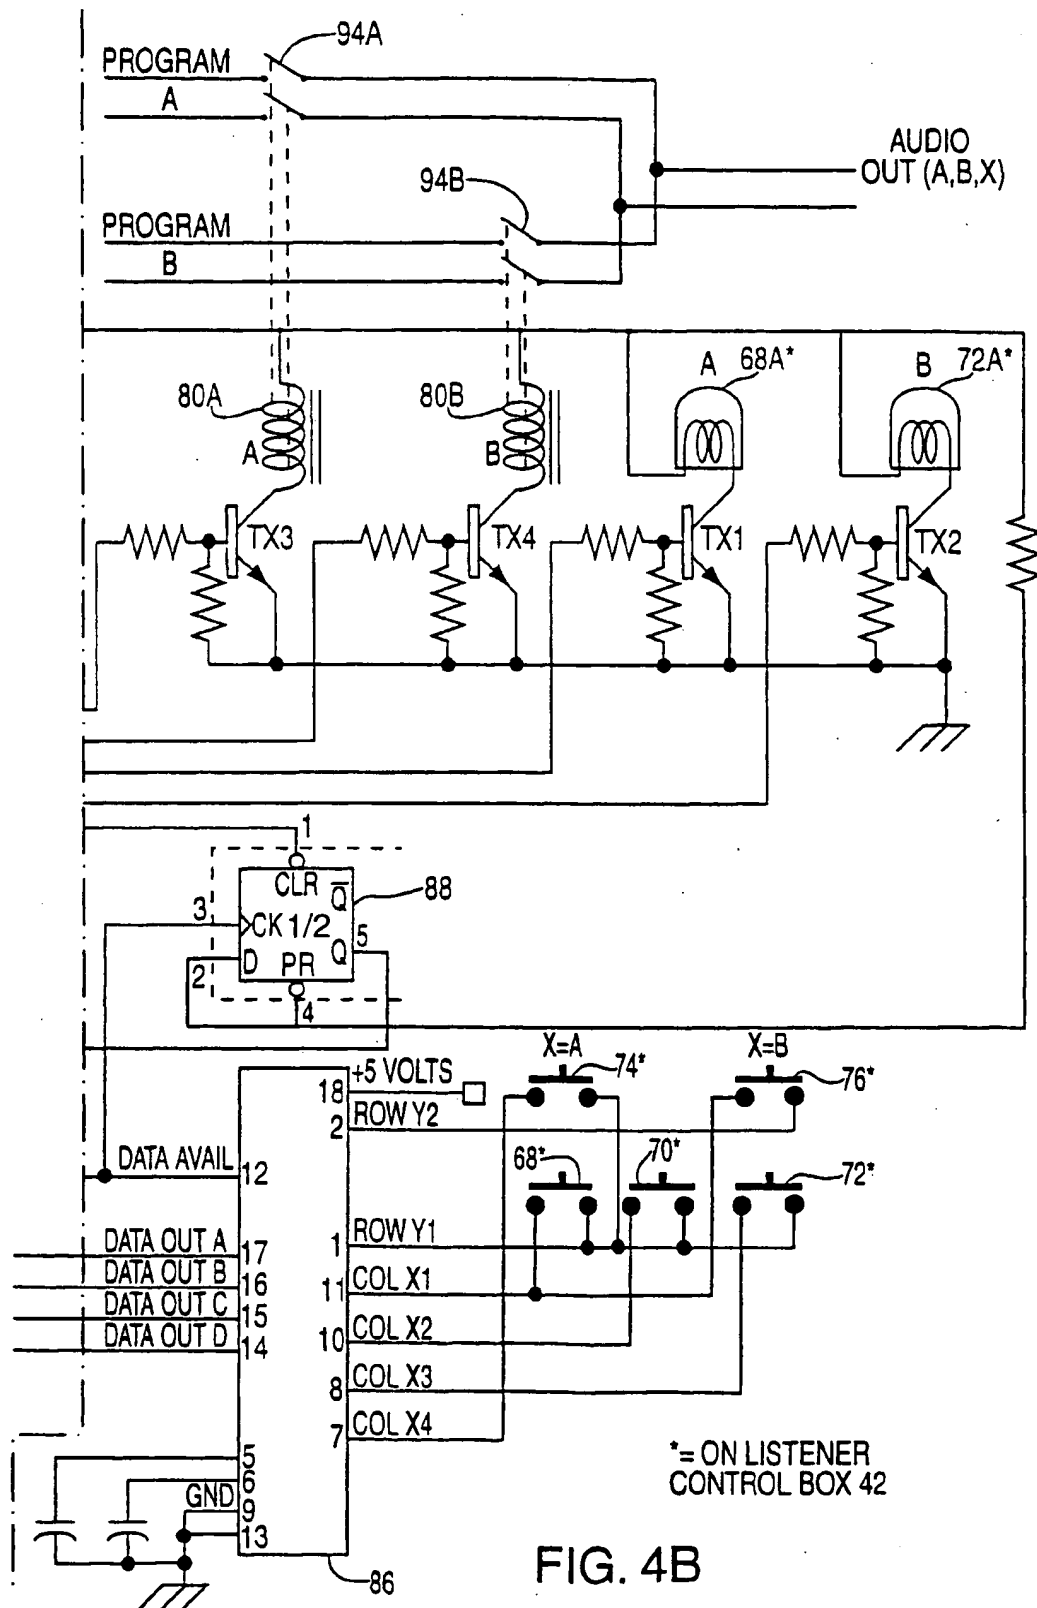 94A
PROGRAM
A
AUDIO
OUT (A,B,X)
94B
PROGRAM
B
80A
A
80B
B
A 68A*
B 72A*
TX3
TX4
TX1
TX2
1
CLR Q̅
88
3 CK 1/2
5
2 D PR Q
4
X=A
X=B
+5 VOLTS
74*
76*
18
ROW Y2
2
DATA AVAIL 12
68*
70*
72*
ROW Y1
1
DATA OUT A 17
DATA OUT B 16
COL X1
11
DATA OUT C 15
DATA OUT D 14
COL X2
10
COL X3
8
COL X4
7
*= ON LISTENER
CONTROL BOX 42
5
6
GND 9
13
86
FIG. 4B